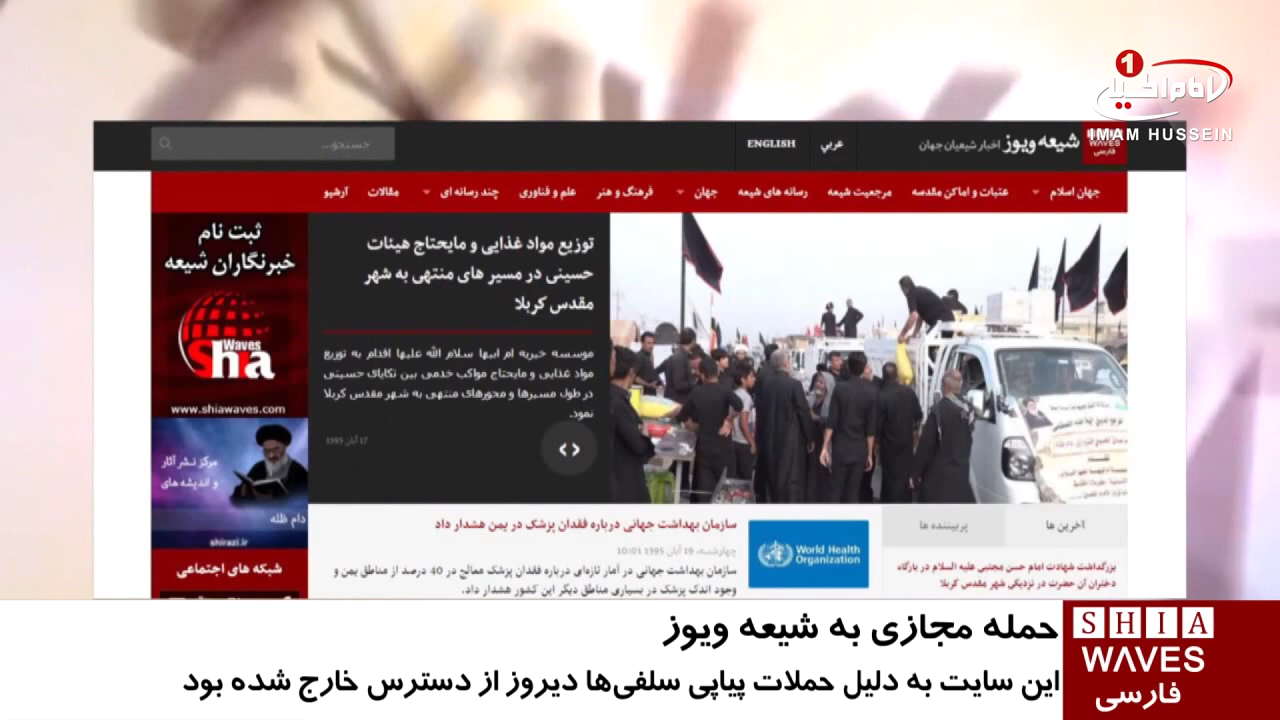 1
امام حسین
IMAM HUSSEIN
شیعه ویوز اخبار شیعیان جهان
WAVES
فارسی
عربي
ENGLISH
جستجو...
جهان اسلام
عتبات و اماکن مقدسه
مرجعیت شیعه
رسانه های شیعه
جهان
فرهنگ و هنر
علم و فناوری
چند رسانه ای
مقالات
آرشیو
توزیع مواد غذایی و مایحتاج هیئات
حسینی در مسیر های منتهی به شهر
مقدس کربلا
موسسه خیریه ام ابیها سلام الله علیها اقدام به توزیع
مواد غذایی و مایحتاج مواکب خدمی بین تکایای حسینی
در طول مسیرها و محورهای منتهی به شهر مقدس کربلا
نمود.
17 آبان 1395
ثبت نام
خبرنگاران شیعه
Shia Waves
www.shiawaves.com
مرکز نشر آثار
و اندیشه های
دام ظله
shirazi.ir
شبکه های اجتماعی
آخرین ها
پربیننده ها
بزرگداشت شهادت امام حسن مجتبی علیه السلام در بارگاه
دختران آن حضرت در نزدیکی شهر مقدس کربلا
World Health
Organization
سازمان بهداشت جهانی درباره فقدان پزشک در یمن هشدار داد
چهارشنبه، 19 آبان 1395 10:01
سازمان بهداشت جهانی در آمار تازه‌ای درباره فقدان پزشک معالج در 40 درصد از مناطق یمن و
وجود اندک پزشک در بسیاری مناطق دیگر این کشور هشدار داد.
حمله مجازی به شیعه ویوز
این سایت به دلیل حملات پیاپی سلفی‌ها دیروز از دسترس خارج شده بود
SHIA
WAVES
فارسی